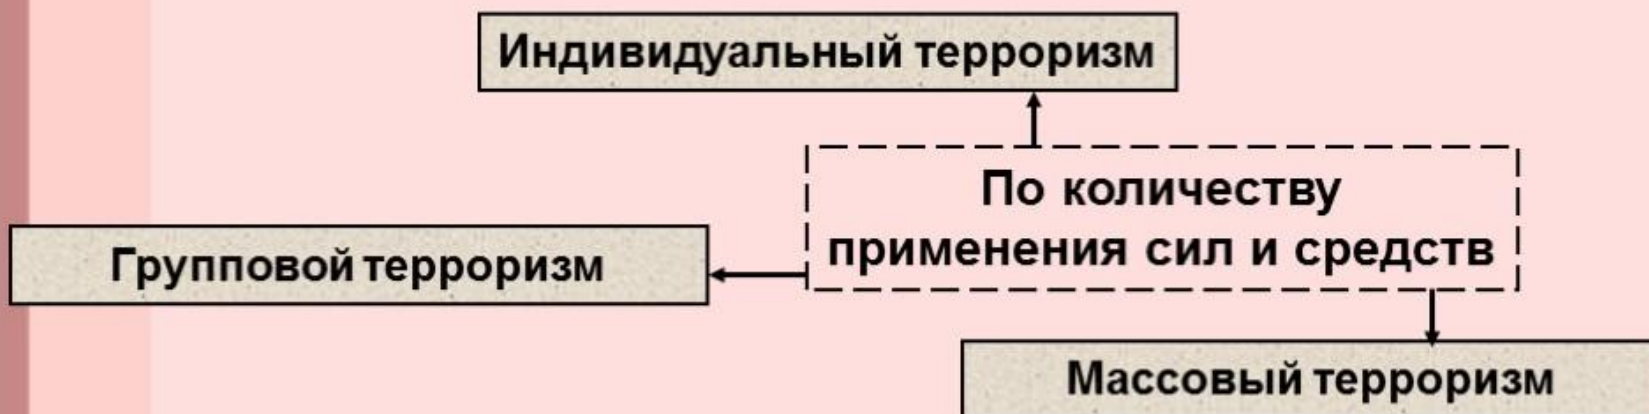 Индивидуальный терроризм
По количеству
применения сил и средств
Групповой терроризм
Массовый терроризм